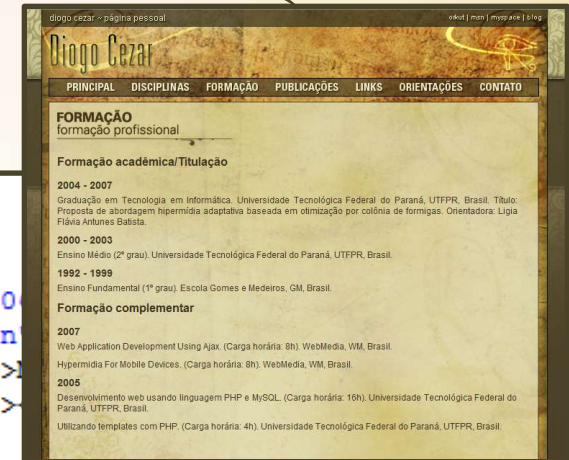 diogo cezar ~ página pessoal
orkut | msn | myspace | blog
Diogo Cezar
PRINCIPAL DISCIPLINAS FORMAÇÃO PUBLICAÇÕES LINKS ORIENTAÇÕES CONTATO
FORMAÇÃO
formação profissional
Formação acadêmica/Titulação
2004 - 2007
Graduação em Tecnologia em Informática. Universidade Tecnológica Federal do Paraná, UTFPR, Brasil. Título:
Proposta de abordagem hipermídia adaptativa baseada em otimização por colônia de formigas. Orientadora: Ligia
Flávia Antunes Batista.
2000 - 2003
Ensino Médio (2º grau). Universidade Tecnológica Federal do Paraná, UTFPR, Brasil.
1992 - 1999
Ensino Fundamental (1º grau). Escola Gomes e Medeiros, GM, Brasil.
Formação complementar
2007
Web Application Development Using Ajax. (Carga horária: 8h). WebMedia, WM, Brasil.
Hypermidia For Mobile Devices. (Carga horária: 8h). WebMedia, WM, Brasil.
2005
Desenvolvimento web usando linguagem PHP e MySQL. (Carga horária: 16h). Universidade Tecnológica Federal do
Paraná, UTFPR, Brasil.
Utilizando templates com PHP. (Carga horária: 4h). Universidade Tecnológica Federal do Paraná, UTFPR, Brasil.